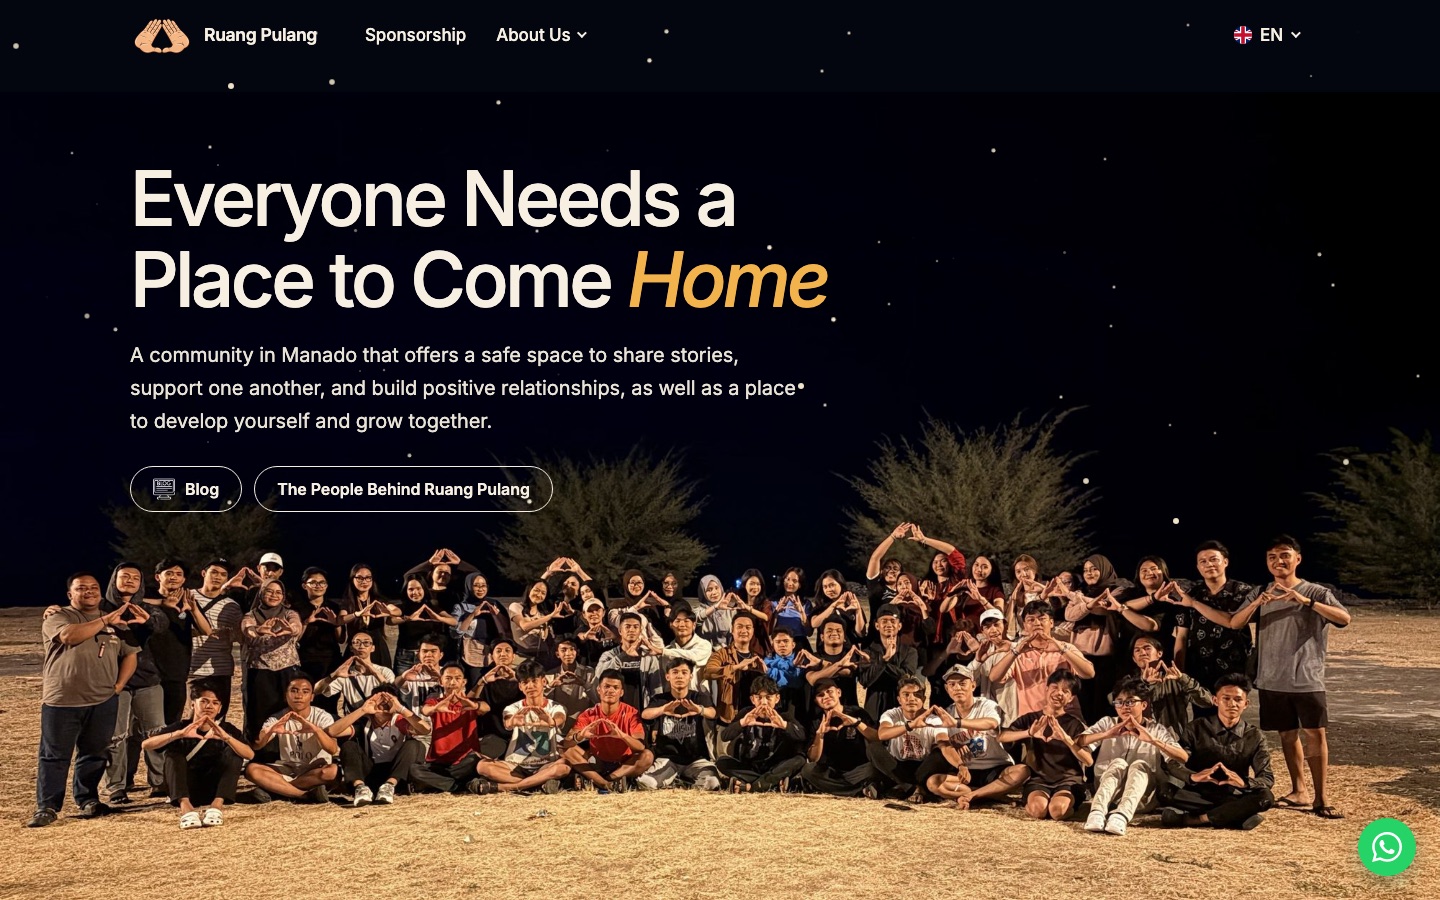 Ruang Pulang
Sponsorship
About Us
EN
Everyone Needs a
Place to Come Home
A community in Manado that offers a safe space to share stories,
support one another, and build positive relationships, as well as a place
to develop yourself and grow together.
BLOG
Blog
The People Behind Ruang Pulang